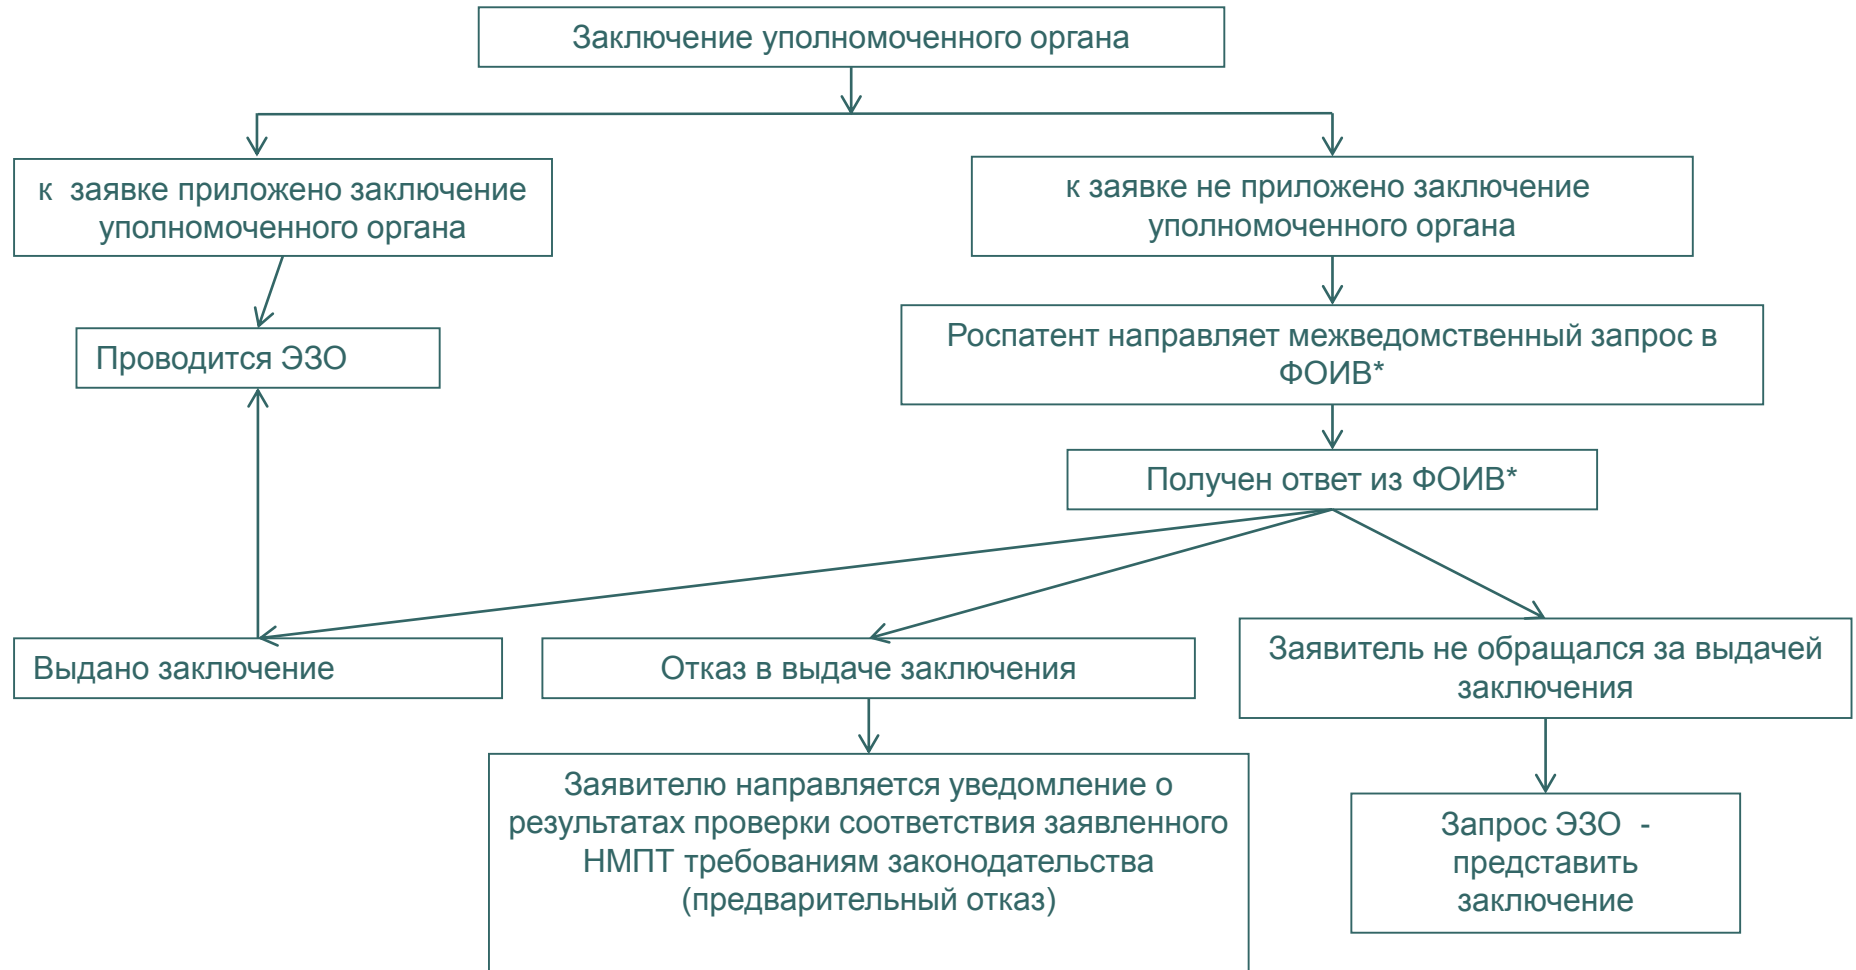 Заключение уполномоченного органа
к заявке приложено заключение
уполномоченного органа
к заявке не приложено заключение
уполномоченного органа
Проводится ЭЗО
Роспатент направляет межведомственный запрос в
ФОИВ*
Получен ответ из ФОИВ*
Выдано заключение
Отказ в выдаче заключения
Заявитель не обращался за выдачей
заключения
Заявителю направляется уведомление о
результатах проверки соответствия заявленного
НМПТ требованиям законодательства
(предварительный отказ)
Запрос ЭЗО -
представить
заключение